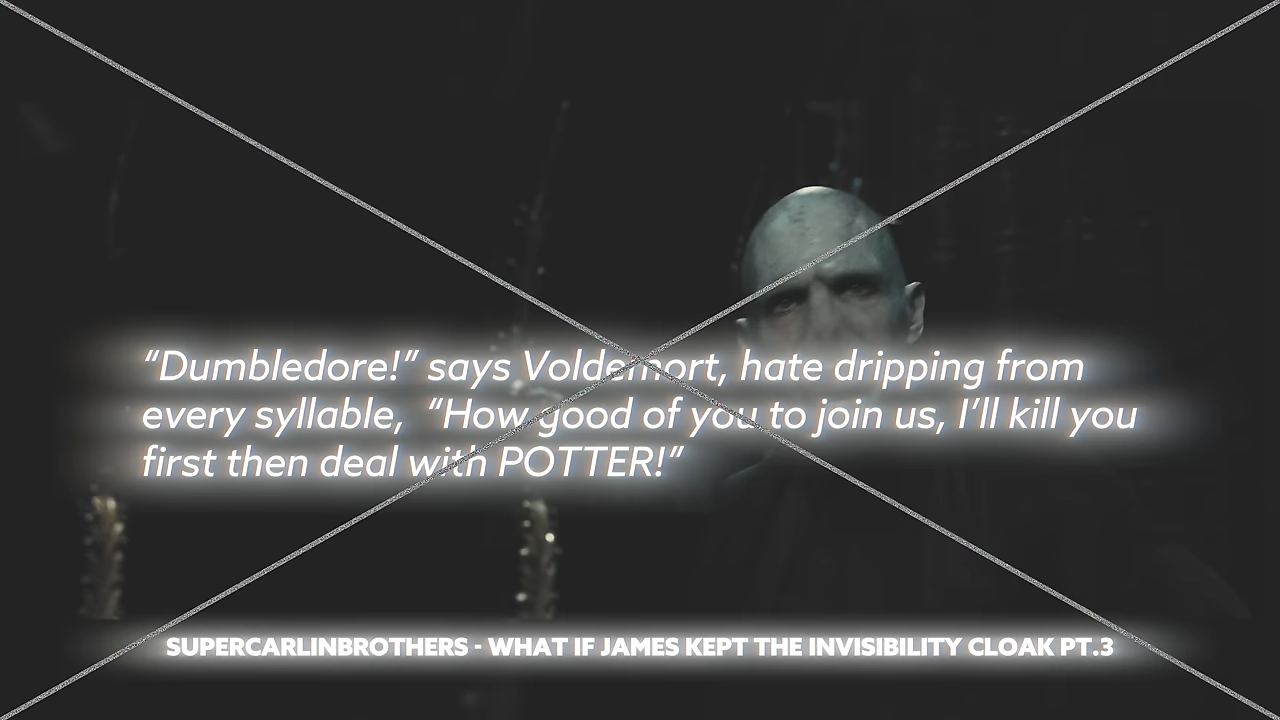 “Dumbledore!” says Voldemort, hate dripping from
every syllable,  “How good of you to join us, I’ll kill you
first then deal with POTTER!”
SUPERCARLINBROTHERS - WHAT IF JAMES KEPT THE INVISIBILITY CLOAK PT.3